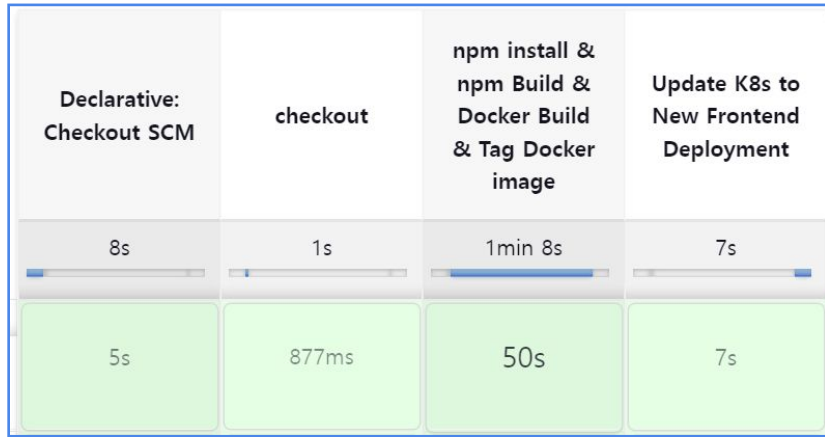 Declarative:
Checkout SCM
checkout
npm install &
npm Build &
Docker Build
& Tag Docker
image
Update K8s to
New Frontend
Deployment
8s
1s
1min 8s
7s
5s
877ms
50s
7s